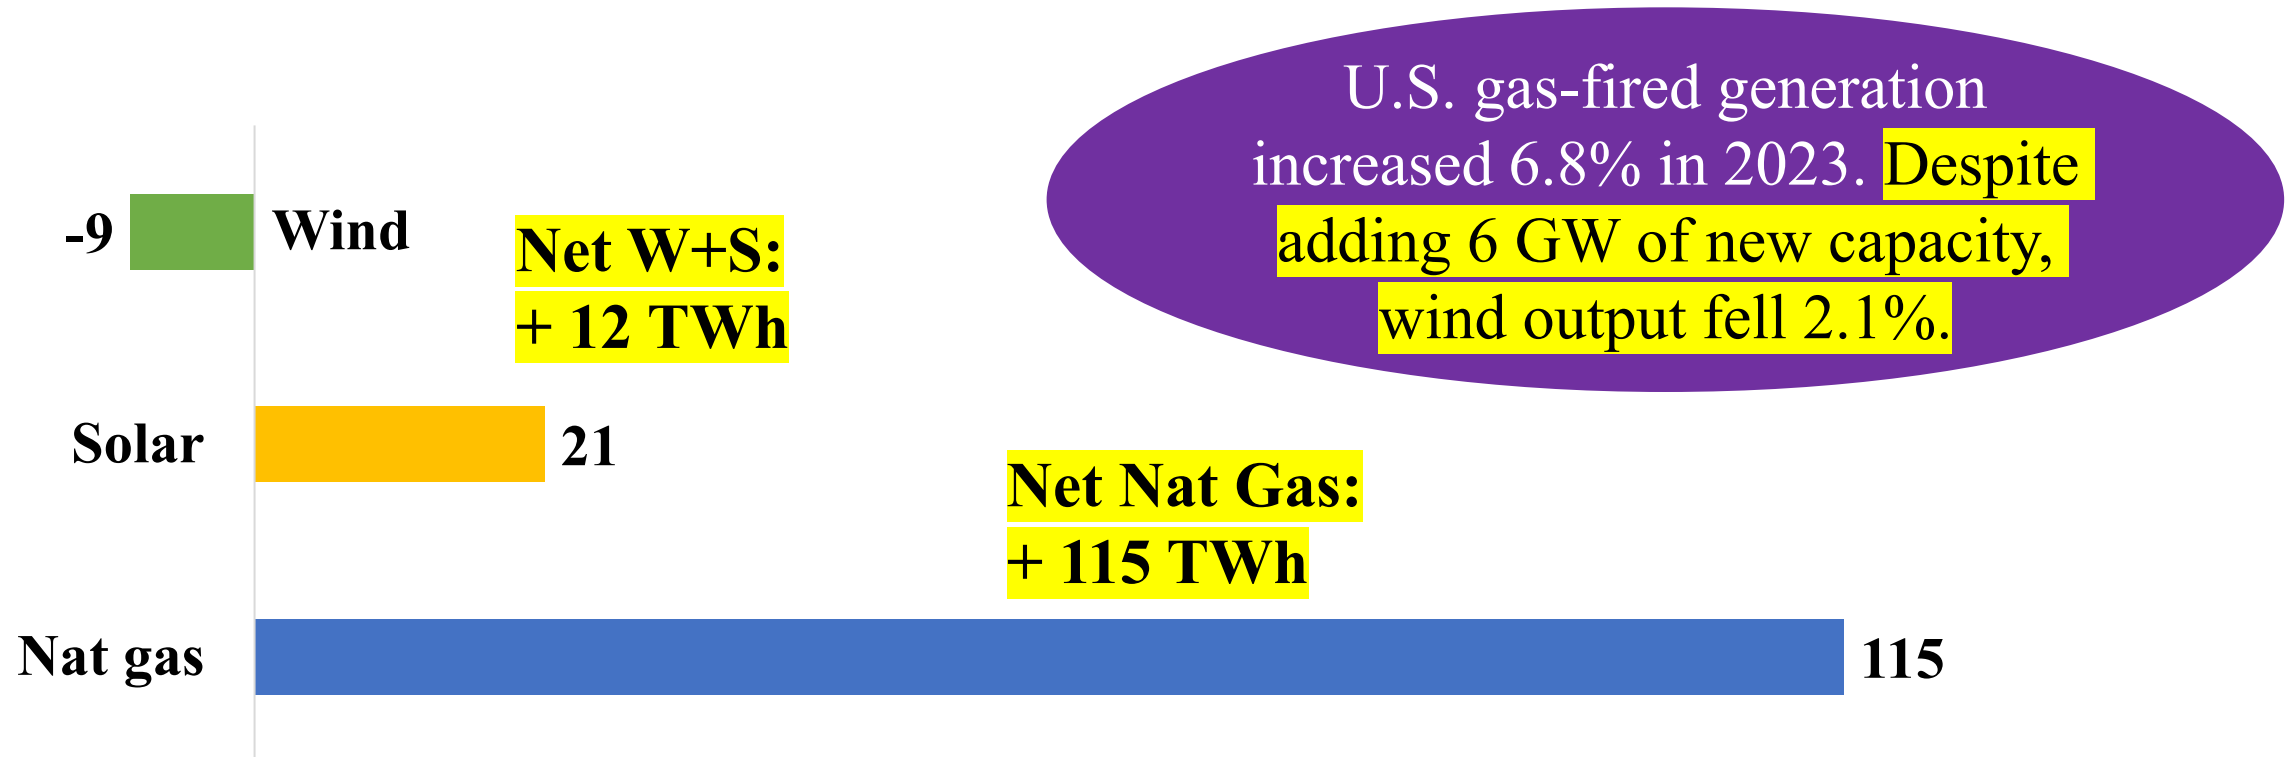 U.S. gas-fired generation
increased 6.8% in 2023. Despite
adding 6 GW of new capacity,
wind output fell 2.1%.
-9
Wind
Net W+S:
+ 12 TWh
Solar
21
Net Nat Gas:
+ 115 TWh
Nat gas
115